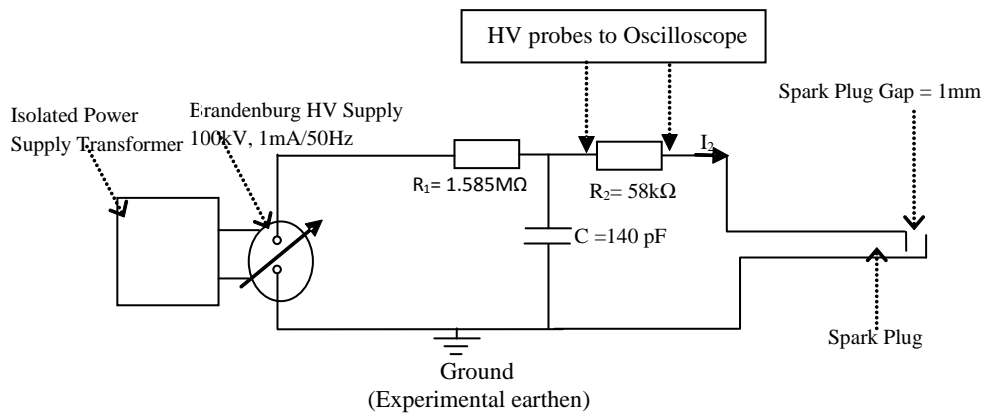 HV probes to Oscilloscope
Spark Plug Gap = 1mm
Isolated Power
Supply Transformer
Brandenburg HV Supply
100kV, 1mA/50Hz
R₁= 1.585MΩ
R₂= 58kΩ
I₂
C =140 pF
Spark Plug
Ground
(Experimental earthen)